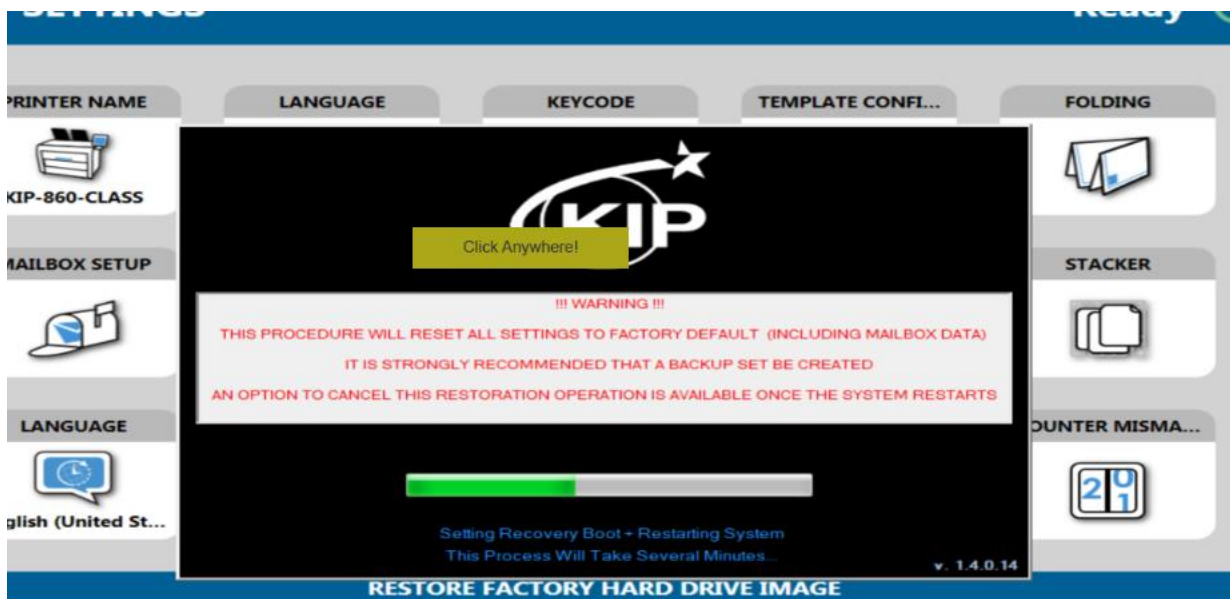 SETTINGS
Ready
PRINTER NAME
LANGUAGE
KEYCODE
TEMPLATE CONFI...
FOLDING
KIP-860-CLASS
KIP
Click Anywhere!
MAILBOX SETUP
STACKER
!!! WARNING !!!
THIS PROCEDURE WILL RESET ALL SETTINGS TO FACTORY DEFAULT (INCLUDING MAILBOX DATA)
IT IS STRONGLY RECOMMENDED THAT A BACKUP SET BE CREATED
AN OPTION TO CANCEL THIS RESTORATION OPERATION IS AVAILABLE ONCE THE SYSTEM RESTARTS
LANGUAGE
OUNTER MISMA...
2 0
1
glish (United St...
Setting Recovery Boot + Restarting System
This Process Will Take Several Minutes...
v. 1.4.0.14
RESTORE FACTORY HARD DRIVE IMAGE